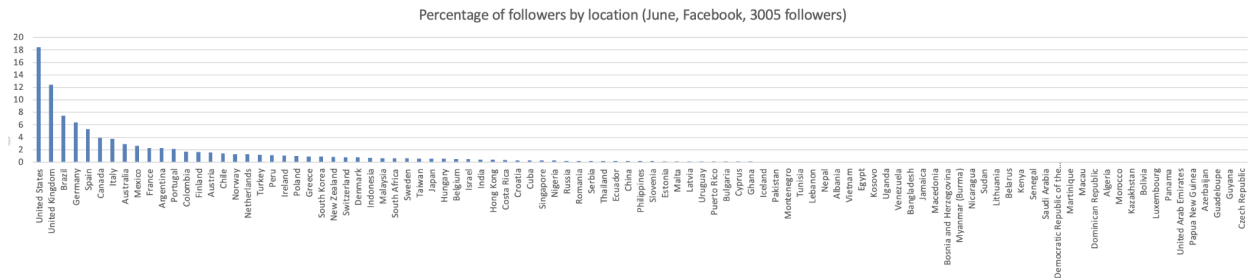 Percentage of followers by location (June, Facebook, 3005 followers)
20
18
16
14
12
10
8
6
4
2
0
United States
United Kingdom
Brazil
Germany
Spain
Canada
Italy
Australia
Mexico
France
Argentina
Portugal
Colombia
Finland
Austria
Chile
Norway
Netherlands
Turkey
Peru
Ireland
Poland
Greece
South Korea
New Zealand
Switzerland
Denmark
Indonesia
Malaysia
South Africa
Sweden
Taiwan
Japan
Hungary
Belgium
Israel
India
Hong Kong
Costa Rica
Croatia
Cuba
Singapore
Nigeria
Russia
Romania
Serbia
Thailand
Ecuador
China
Philippines
Slovenia
Estonia
Malta
Latvia
Uruguay
Puerto Rico
Bulgaria
Cyprus
Ghana
Iceland
Pakistan
Montenegro
Tunisia
Lebanon
Nepal
Albania
Vietnam
Egypt
Kosovo
Uganda
Venezuela
Bangladesh
Jamaica
Macedonia
Bosnia and Herzegovina
Myanmar (Burma)
Nicaragua
Sudan
Lithuania
Belarus
Kenya
Senegal
Saudi Arabia
Democratic Republic of the...
Martinique
Macau
Dominican Republic
Algeria
Morocco
Kazakhstan
Bolivia
Luxembourg
Panama
United Arab Emirates
Papua New Guinea
Azerbaijan
Guadeloupe
Guyana
Czech Republic